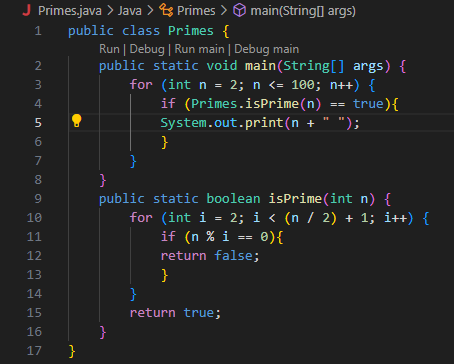 Primes.java > Java > Primes > main(String[] args)
1 public class Primes {
Run | Debug | Run main | Debug main
2     public static void main(String[] args) {
3         for (int n = 2; n <= 100; n++) {
4             if (Primes.isPrime(n) == true){
5             System.out.print(n + " ");
6             }
7         }
8     }
9     public static boolean isPrime(int n) {
10         for (int i = 2; i < (n / 2) + 1; i++) {
11             if (n % i == 0){
12             return false;
13             }
14         }
15         return true;
16     }
17 }